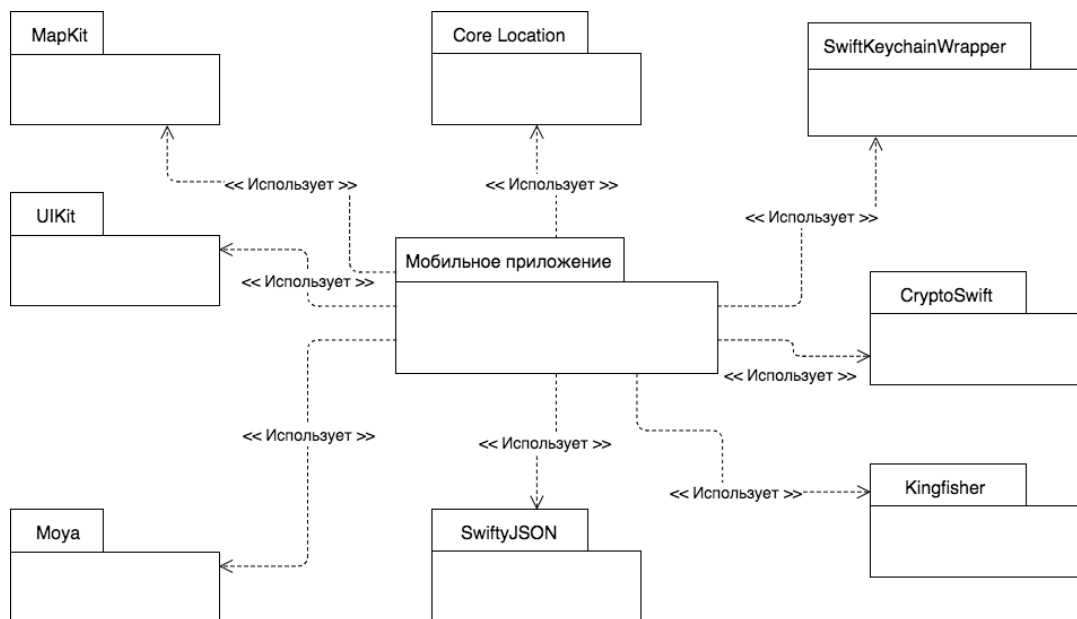 MapKit
Core Location
SwiftKeychainWrapper
<< Использует >>
<< Использует >>
<< Использует >>
UIKit
Мобильное приложение
<< Использует >>
CryptoSwift
<< Использует >>
<< Использует >>
<< Использует >>
<< Использует >>
Kingfisher
Moya
SwiftyJSON